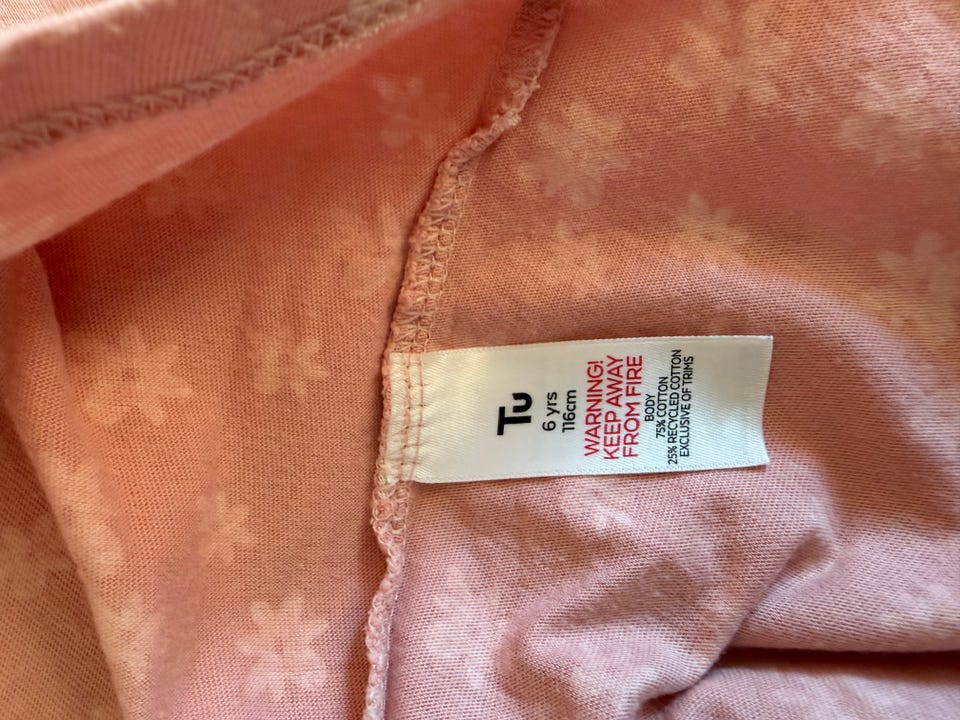 Tu
6 yrs
116cm
WARNING!
KEEP AWAY
FROM FIRE
BODY
75% COTTON
25% RECYCLED COTTON
EXCLUSIVE OF TRIMS